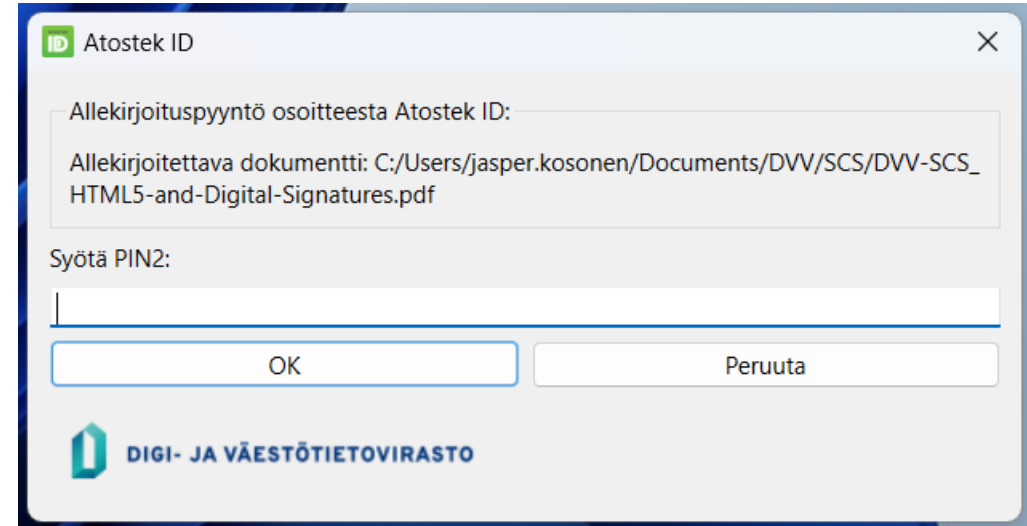 Atostek ID
Allekirjoituspyyntö osoitteesta Atostek ID:
Allekirjoitettava dokumentti: C:/Users/jasper.kosonen/Documents/DVV/SCS/DVV-SCS_
HTML5-and-Digital-Signatures.pdf
Syötä PIN2:
OK
Peruuta
DIGI- JA VÄESTÖTIETOVIRASTO